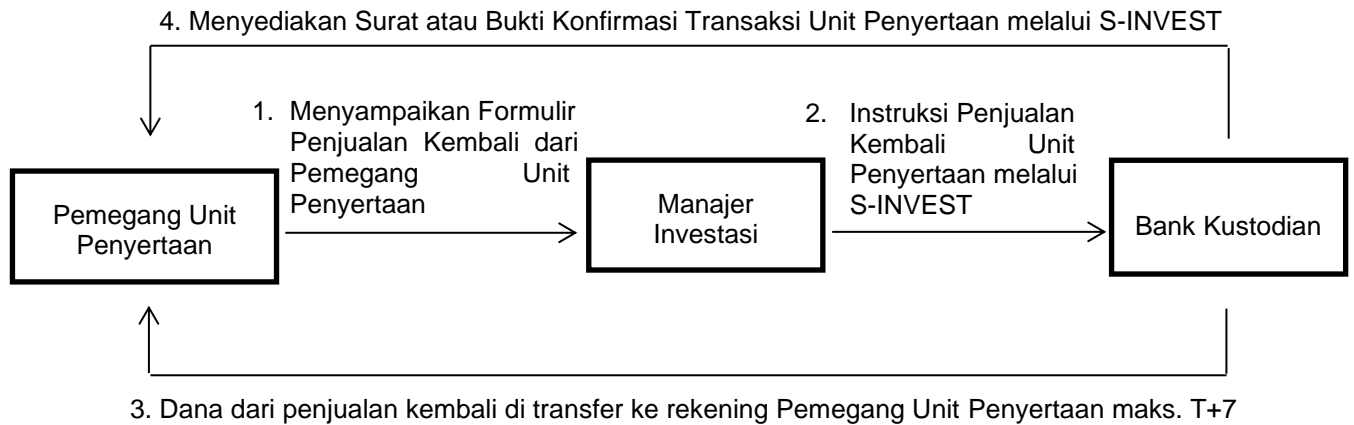 4. Menyediakan Surat atau Bukti Konfirmasi Transaksi Unit Penyertaan melalui S-INVEST
1. Menyampaikan Formulir
Penjualan Kembali dari
Pemegang Unit
Penyertaan
2. Instruksi Penjualan
Kembali Unit
Penyertaan melalui
S-INVEST
Pemegang Unit
Penyertaan
Manajer
Investasi
Bank Kustodian
3. Dana dari penjualan kembali di transfer ke rekening Pemegang Unit Penyertaan maks. T+7